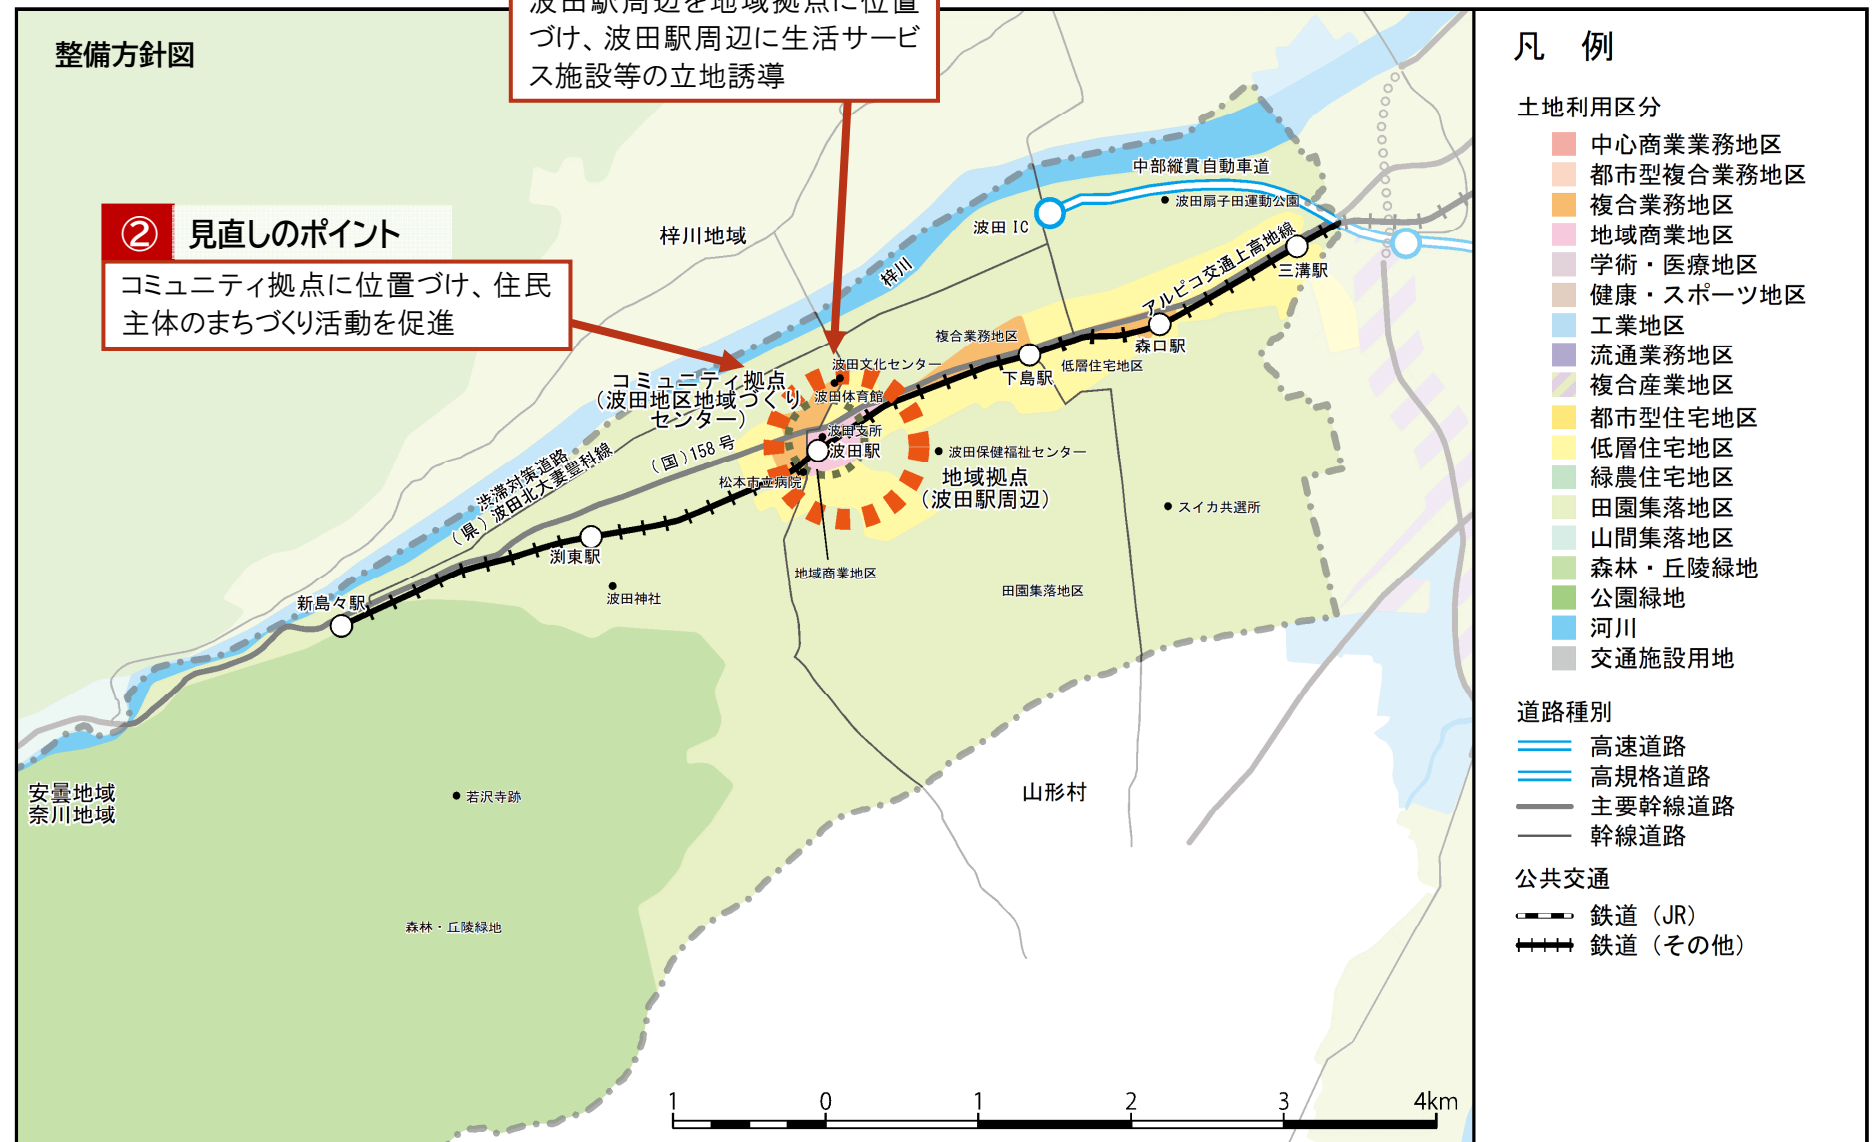 波田駅周辺を地域拠点に位置
づけ、波田駅周辺に生活サービ
ス施設等の立地誘導
整備方針図
② 見直しのポイント
コミュニティ拠点に位置づけ、住民
主体のまちづくり活動を促進
梓川地域
梓川
中部縦貫自動車道
波田扇子田運動公園
波田 IC
アルピコ交通上高地線
三溝駅
森口駅
複合業務地区
下島駅
低層住宅地区
波田文化センター
コミュニティ拠点
（波田地区地域づくり
センター）
波田体育館
波田支所
波田駅
波田保健福祉センター
地域拠点
（波田駅周辺）
（国）158 号
松本市立病院
渋滞対策道路
（県）波田北大妻豊科線
スイカ共選所
渕東駅
地域商業地区
田園集落地区
新島々駅
波田神社
安曇地域
奈川地域
若沢寺跡
山形村
森林・丘陵緑地
1 0 1 2 3 4km
凡 例
土地利用区分
中心商業業務地区
都市型複合業務地区
複合業務地区
地域商業地区
学術・医療地区
健康・スポーツ地区
工業地区
流通業務地区
複合産業地区
都市型住宅地区
低層住宅地区
緑農住宅地区
田園集落地区
山間集落地区
森林・丘陵緑地
公園緑地
河川
交通施設用地
道路種別
高速道路
高規格道路
主要幹線道路
幹線道路
公共交通
鉄道（JR）
鉄道（その他）